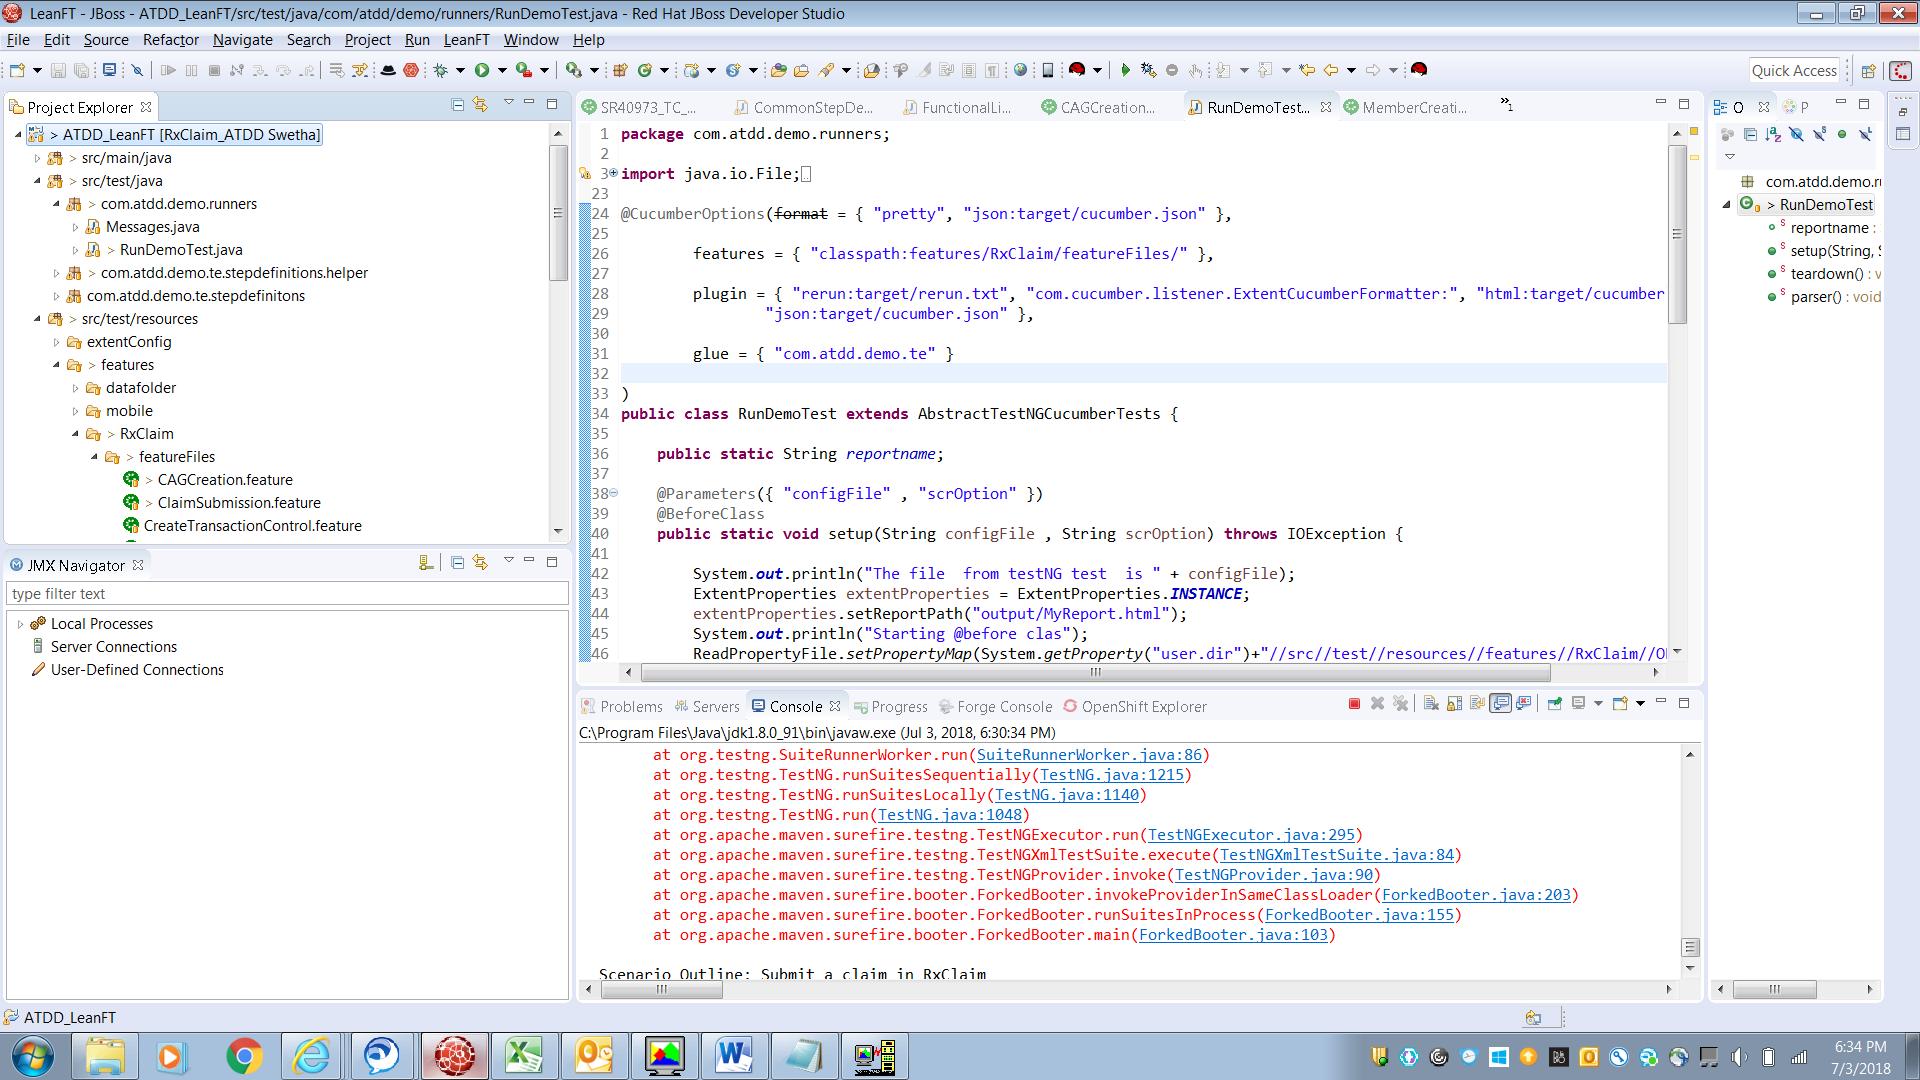 LeanFT - JBoss - ATDD_LeanFT/src/test/java/com/atdd/demo/runners/RunDemoTest.java - Red Hat JBoss Developer Studio
File Edit Source Refactor Navigate Search Project Run LeanFT Window Help
Quick Access
Project Explorer
> ATDD_LeanFT [RxClaim_ATDD Swetha]
> src/main/java
> src/test/java
> com.atdd.demo.runners
Messages.java
> RunDemoTest.java
> com.atdd.demo.te.stepdefinitions.helper
com.atdd.demo.te.stepdefinitons
> src/test/resources
extentConfig
> features
datafolder
mobile
> RxClaim
> featureFiles
> CAGCreation.feature
> ClaimSubmission.feature
CreateTransactionControl.feature
JMX Navigator
type filter text
Local Processes
Server Connections
User-Defined Connections
SR40973_TC_... CommonStepDe... FunctionalLi... CAGCreation... RunDemoTest... MemberCreati... »1
1 package com.atdd.demo.runners;
2
3 import java.io.File;
23
24 @CucumberOptions(format = { "pretty", "json:target/cucumber.json" },
25
26 features = { "classpath:features/RxClaim/featureFiles/" },
27
28 plugin = { "rerun:target/rerun.txt", "com.cucumber.listener.ExtentCucumberFormatter:", "html:target/cucumber
29 "json:target/cucumber.json" },
30
31 glue = { "com.atdd.demo.te" }
32
33 )
34 public class RunDemoTest extends AbstractTestNGCucumberTests {
35
36 public static String reportname;
37
38 @Parameters({ "configFile" , "scrOption" })
39 @BeforeClass
40 public static void setup(String configFile , String scrOption) throws IOException {
41
42 System.out.println("The file  from testNG test  is " + configFile);
43 ExtentProperties extentProperties = ExtentProperties.INSTANCE;
44 extentProperties.setReportPath("output/MyReport.html");
45 System.out.println("Starting @before clas");
46 ReadPropertyFile.setPropertyMap(System.getProperty("user.dir")+"//src//test//resources//features//RxClaim//O
O P
com.atdd.demo.ru
> RunDemoTest
reportname :
setup(String, S
teardown() : v
parser() : void
Problems Servers Console Progress Forge Console OpenShift Explorer
C:\Program Files\Java\jdk1.8.0_91\bin\javaw.exe (Jul 3, 2018, 6:30:34 PM)
at org.testng.SuiteRunnerWorker.run(SuiteRunnerWorker.java:86)
at org.testng.TestNG.runSuitesSequentially(TestNG.java:1215)
at org.testng.TestNG.runSuitesLocally(TestNG.java:1140)
at org.testng.TestNG.run(TestNG.java:1048)
at org.apache.maven.surefire.testng.TestNGExecutor.run(TestNGExecutor.java:295)
at org.apache.maven.surefire.testng.TestNGXmlTestSuite.execute(TestNGXmlTestSuite.java:84)
at org.apache.maven.surefire.testng.TestNGProvider.invoke(TestNGProvider.java:90)
at org.apache.maven.surefire.booter.ForkedBooter.invokeProviderInSameClassLoader(ForkedBooter.java:203)
at org.apache.maven.surefire.booter.ForkedBooter.runSuitesInProcess(ForkedBooter.java:155)
at org.apache.maven.surefire.booter.ForkedBooter.main(ForkedBooter.java:103)
Scenario Outline: Submit a claim in RxClaim
ATDD_LeanFT
6:34 PM
7/3/2018